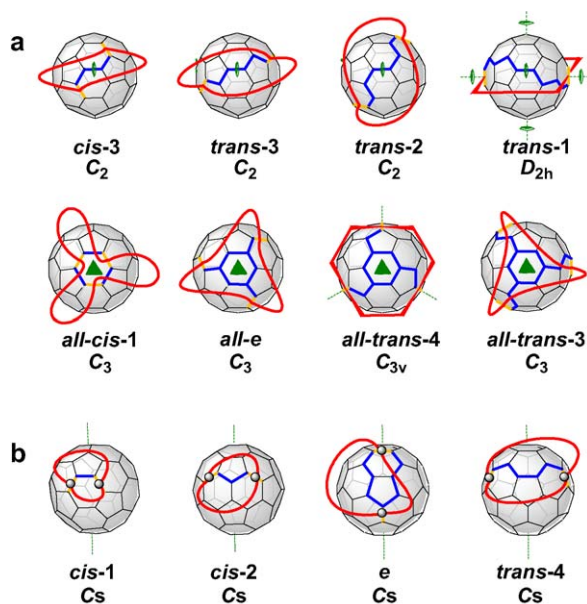 a
cis-3 trans-3 trans-2 trans-1
C2 C2 C2 D2h
all-cis-1 all-e all-trans-4 all-trans-3
C3 C3 C3v C3
b
cis-1 cis-2 e trans-4
Cs Cs Cs Cs